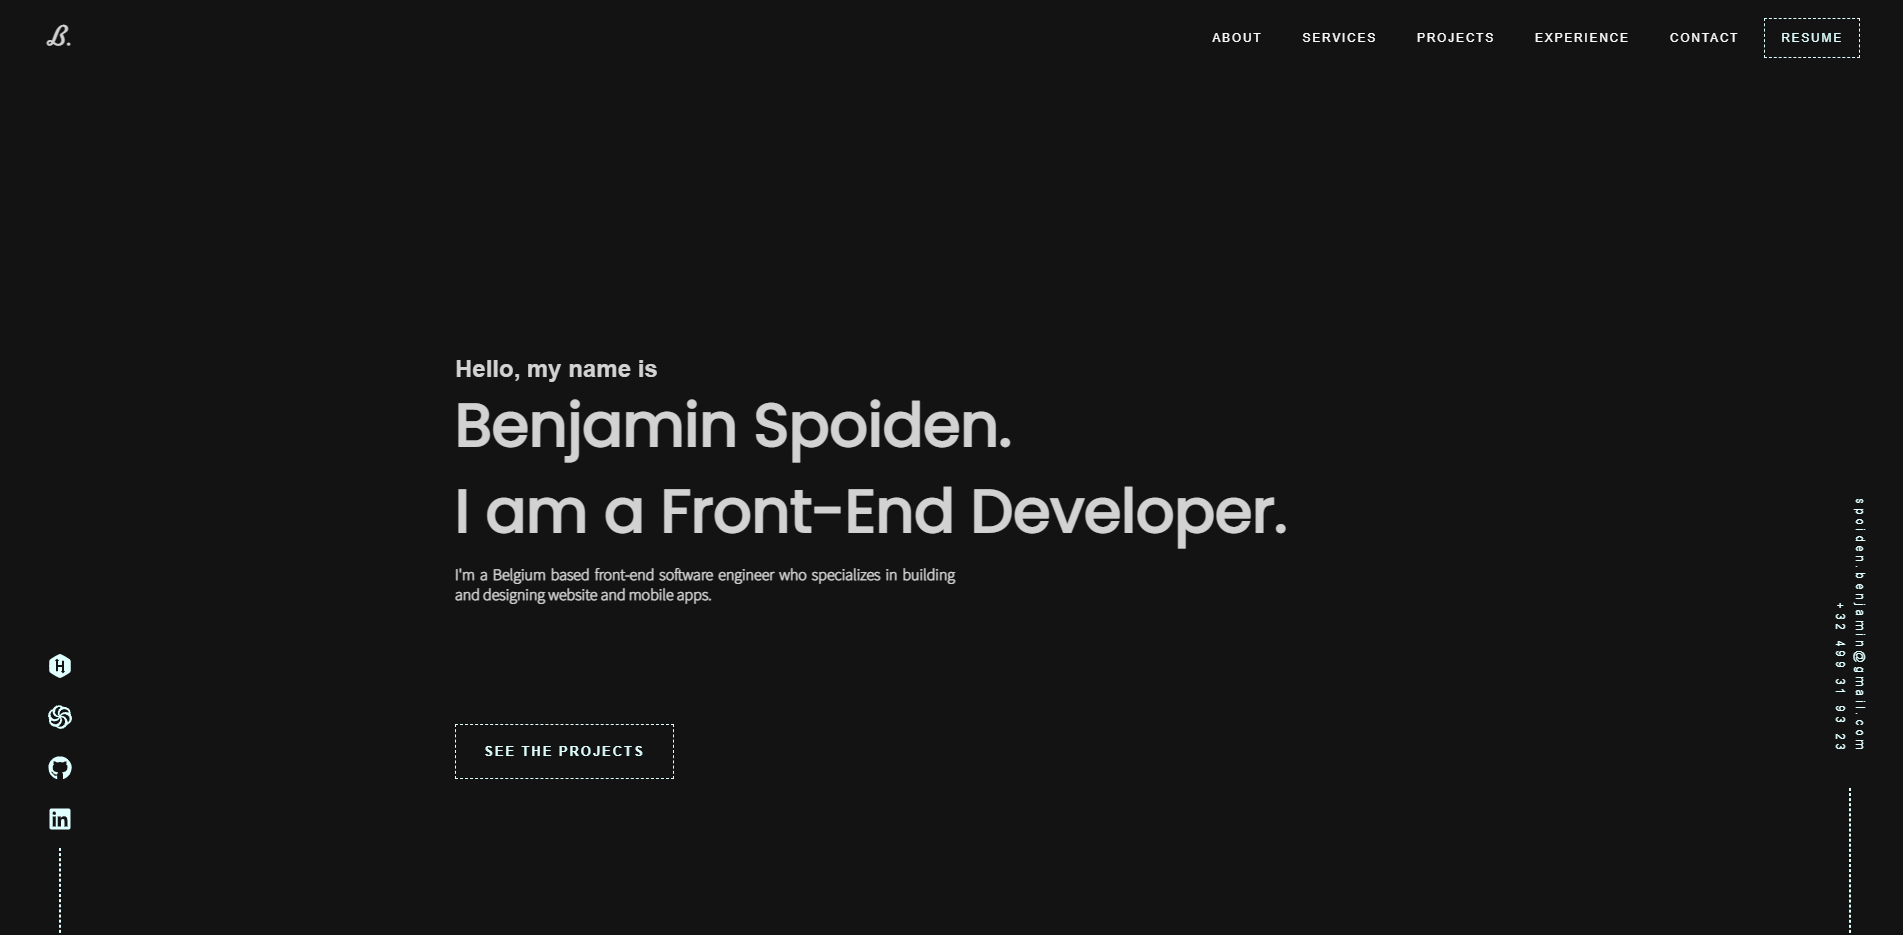 B.
ABOUT
SERVICES
PROJECTS
EXPERIENCE
CONTACT
RESUME
Hello, my name is
Benjamin Spoiden.
I am a Front-End Developer.
I'm a Belgium based front-end software engineer who specializes in building
and designing website and mobile apps.
SEE THE PROJECTS
H
in
spoiden.benjamin@gmail.com
+32 499 31 93 23